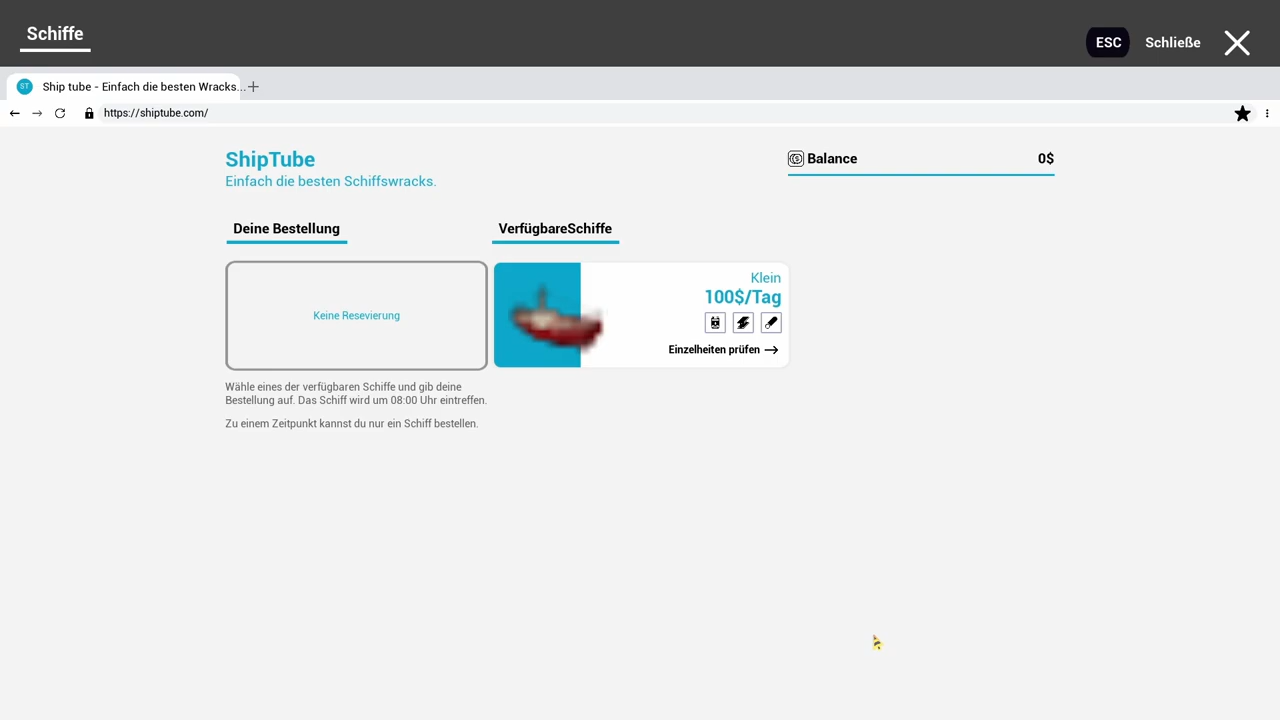 Schiffe
ESC Schließe
ST Ship tube - Einfach die besten Wracks...
https://shiptube.com/
ShipTube
Einfach die besten Schiffswracks.
Balance 0$
Deine Bestellung
VerfügbareSchiffe
Keine Resevierung
Klein
100$/Tag
Einzelheiten prüfen
Wähle eines der verfügbaren Schiffe und gib deine
Bestellung auf. Das Schiff wird um 08:00 Uhr eintreffen.
Zu einem Zeitpunkt kannst du nur ein Schiff bestellen.